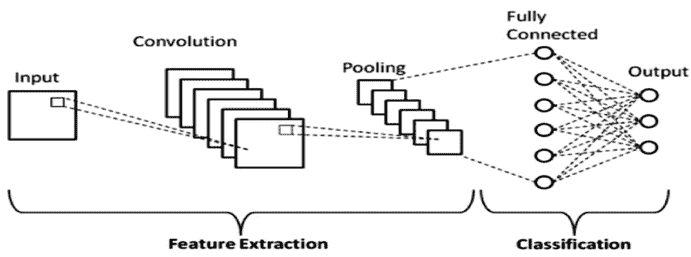 Input
Convolution
Pooling
Fully
Connected
Output
Feature Extraction
Classification